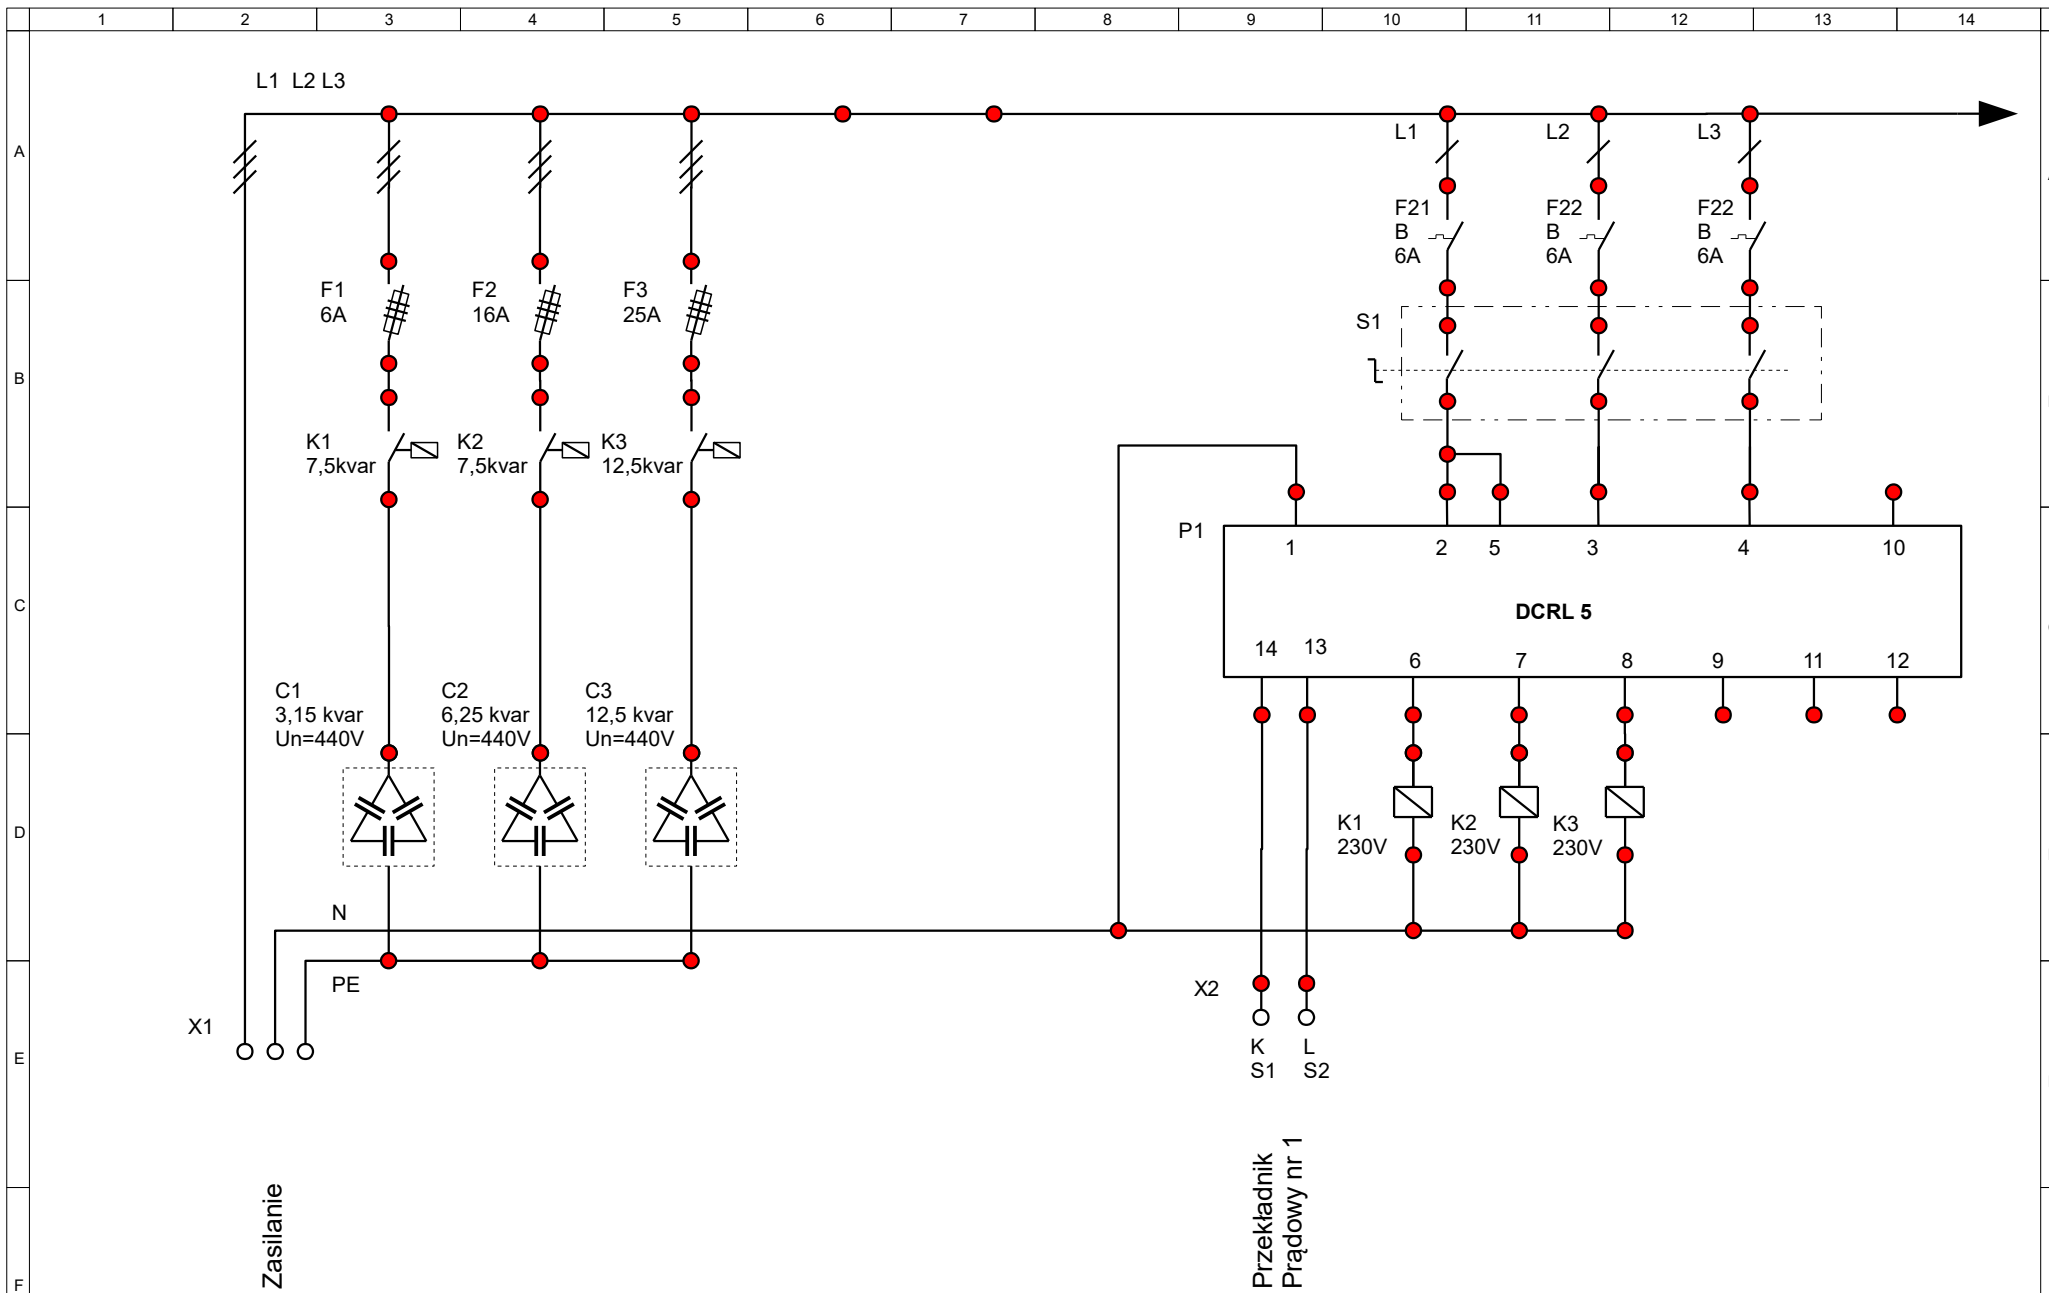 1 2 3 4 5 6 7 8 9 10 11 12 13 14
L1 L2 L3
A
L1 L2 L3
F21
B
6A
F22
B
6A
F22
B
6A
F1
6A
F2
16A
F3
25A
S1
B
K1
7,5kvar
K2
7,5kvar
K3
12,5kvar
P1
1 2 5 3 4 10
DCRL 5
C
14 13 6 7 8 9 11 12
C1
3,15 kvar
Un=440V
C2
6,25 kvar
Un=440V
C3
12,5 kvar
Un=440V
D
K1
230V
K2
230V
K3
230V
N
PE
X2
X1
K
S1
L
S2
E
Zasilanie
Przekładnik
Prądowy nr 1
F